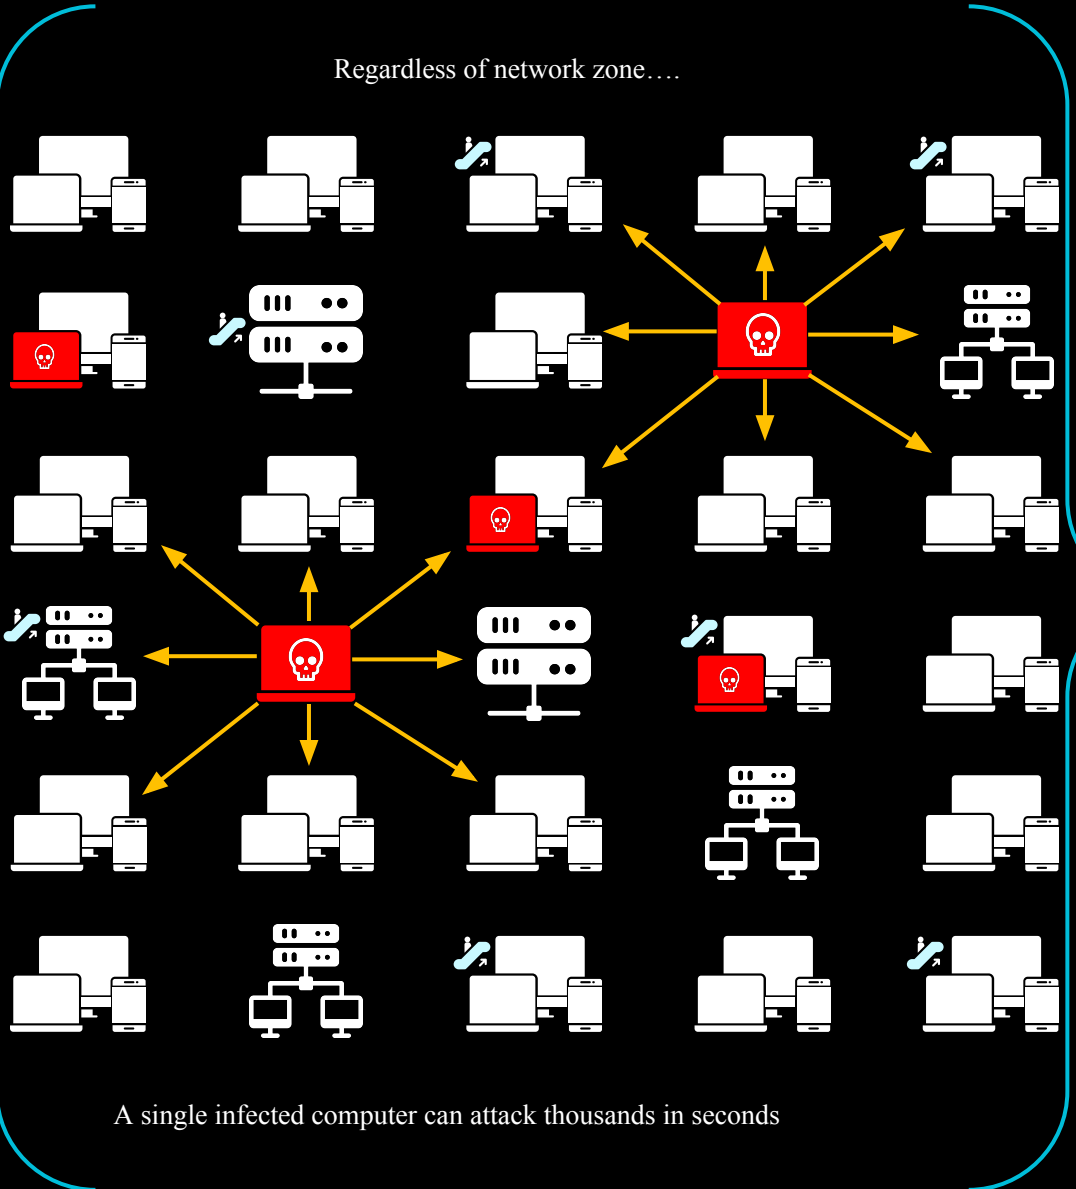 Regardless of network zone….
A single infected computer can attack thousands in seconds